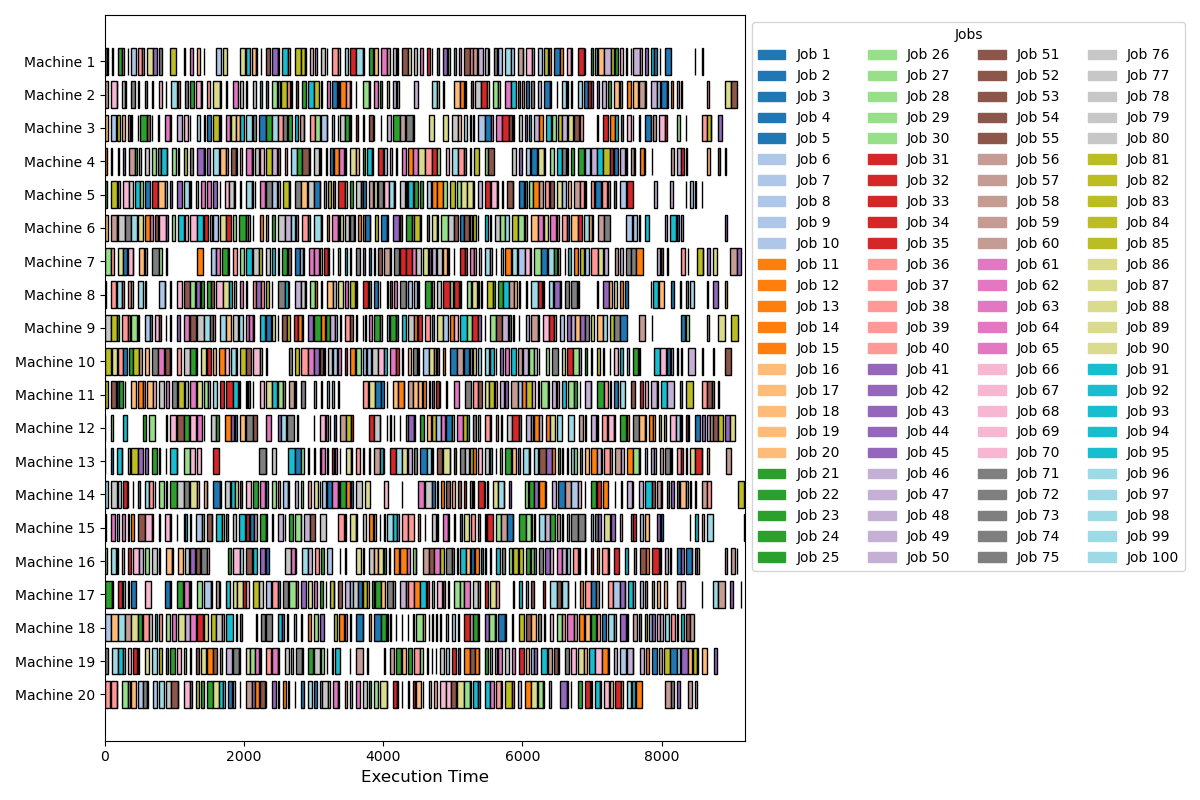 Machine 1
Machine 2
Machine 3
Machine 4
Machine 5
Machine 6
Machine 7
Machine 8
Machine 9
Machine 10
Machine 11
Machine 12
Machine 13
Machine 14
Machine 15
Machine 16
Machine 17
Machine 18
Machine 19
Machine 20
0 2000 4000 6000 8000
Execution Time
Jobs
Job 1 Job 26 Job 51 Job 76
Job 2 Job 27 Job 52 Job 77
Job 3 Job 28 Job 53 Job 78
Job 4 Job 29 Job 54 Job 79
Job 5 Job 30 Job 55 Job 80
Job 6 Job 31 Job 56 Job 81
Job 7 Job 32 Job 57 Job 82
Job 8 Job 33 Job 58 Job 83
Job 9 Job 34 Job 59 Job 84
Job 10 Job 35 Job 60 Job 85
Job 11 Job 36 Job 61 Job 86
Job 12 Job 37 Job 62 Job 87
Job 13 Job 38 Job 63 Job 88
Job 14 Job 39 Job 64 Job 89
Job 15 Job 40 Job 65 Job 90
Job 16 Job 41 Job 66 Job 91
Job 17 Job 42 Job 67 Job 92
Job 18 Job 43 Job 68 Job 93
Job 19 Job 44 Job 69 Job 94
Job 20 Job 45 Job 70 Job 95
Job 21 Job 46 Job 71 Job 96
Job 22 Job 47 Job 72 Job 97
Job 23 Job 48 Job 73 Job 98
Job 24 Job 49 Job 74 Job 99
Job 25 Job 50 Job 75 Job 100